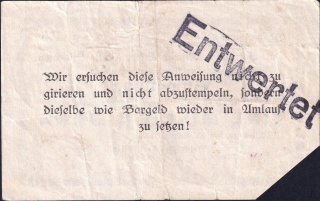 Entwertet
Wir ersuchen diese Anweisung nicht zu
girieren und nicht abzustempeln, sondern
dieselbe wie Bargeld wieder in Umlauf
zu setzen!